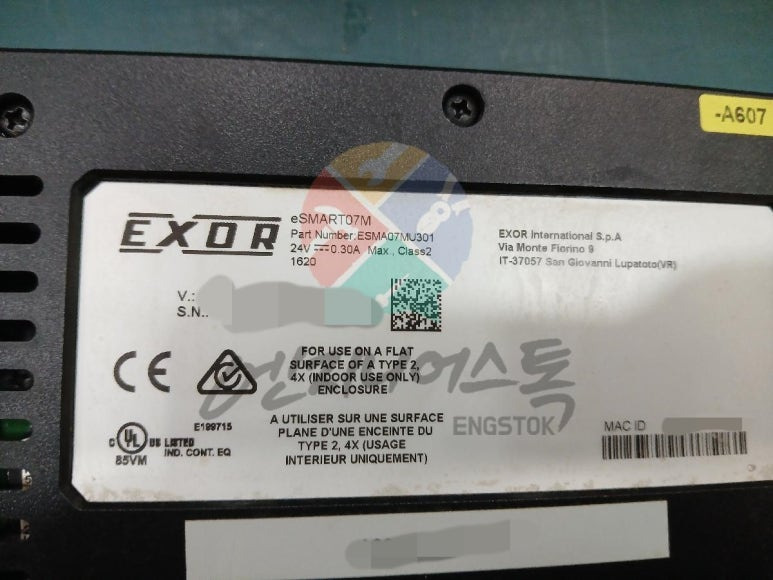 -A607
EXOR
eSMART07M
Part Number:ESMA07MU301
24V ⎓0.30A Max., Class2
1620
EXOR International S.p.A
Via Monte Fiorino 9
IT-37057 San Giovanni Lupatoto(VR)
V.:
S.N..
CE
FOR USE ON A FLAT
SURFACE OF A TYPE 2,
4X (INDOOR USE ONLY)
ENCLOSURE
엔지니어스톡
ENGSTOK
E199715
C UL US LISTED
IND. CONT. EQ
85VM
A UTILISER SUR UNE SURFACE
PLANE D'UNE ENCEINTE DU
TYPE 2, 4X (USAGE
INTERIEUR UNIQUEMENT)
MAC ID